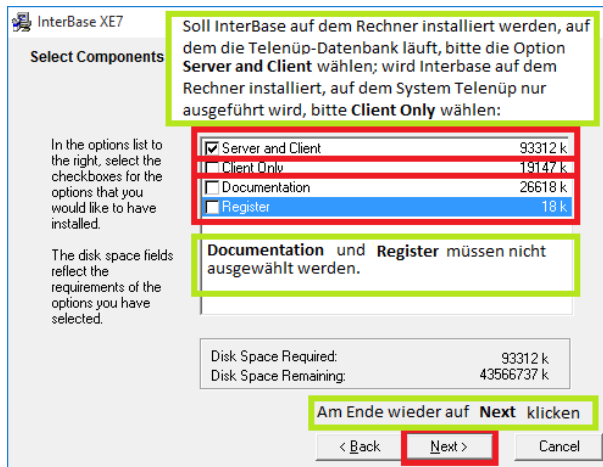 InterBase XE7
Soll InterBase auf dem Rechner installiert werden, auf
dem die Telenüp-Datenbank läuft, bitte die Option
Server and Client wählen; wird Interbase auf dem
Rechner installiert, auf dem System Telenüp nur
ausgeführt wird, bitte Client Only wählen:
Select Components
In the options list to
the right, select the
checkboxes for the
options that you
would like to have
installed.
The disk space fields
reflect the
requirements of the
options you have
selected.
Server and Client 93312 k
Client Only 19147 k
Documentation 26618 k
Register 18 k
Documentation und Register müssen nicht
ausgewählt werden.
Disk Space Required: 93312 k
Disk Space Remaining: 43566737 k
Am Ende wieder auf Next klicken
< Back Next > Cancel